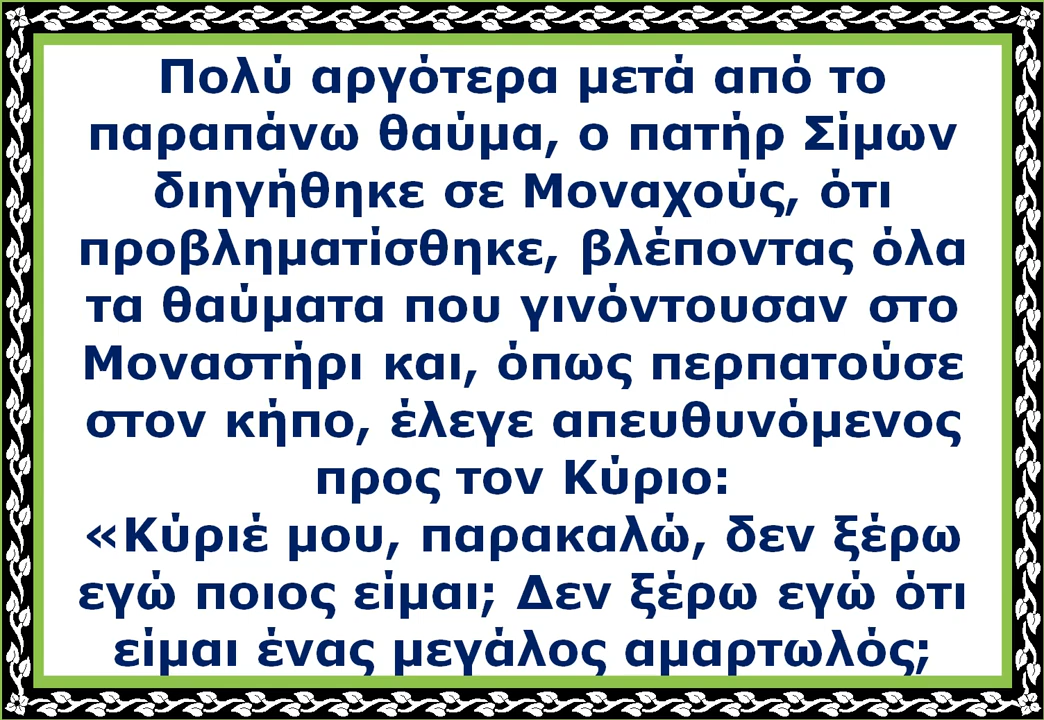 Πολύ αργότερα μετά από το
παραπάνω θαύμα, ο πατήρ Σίμων
διηγήθηκε σε Μοναχούς, ότι
προβληματίσθηκε, βλέποντας όλα
τα θαύματα που γινόντουσαν στο
Μοναστήρι και, όπως περπατούσε
στον κήπο, έλεγε απευθυνόμενος
προς τον Κύριο:
«Κύριέ μου, παρακαλώ, δεν ξέρω
εγώ ποιος είμαι; Δεν ξέρω εγώ ότι
είμαι ένας μεγάλος αμαρτωλός;